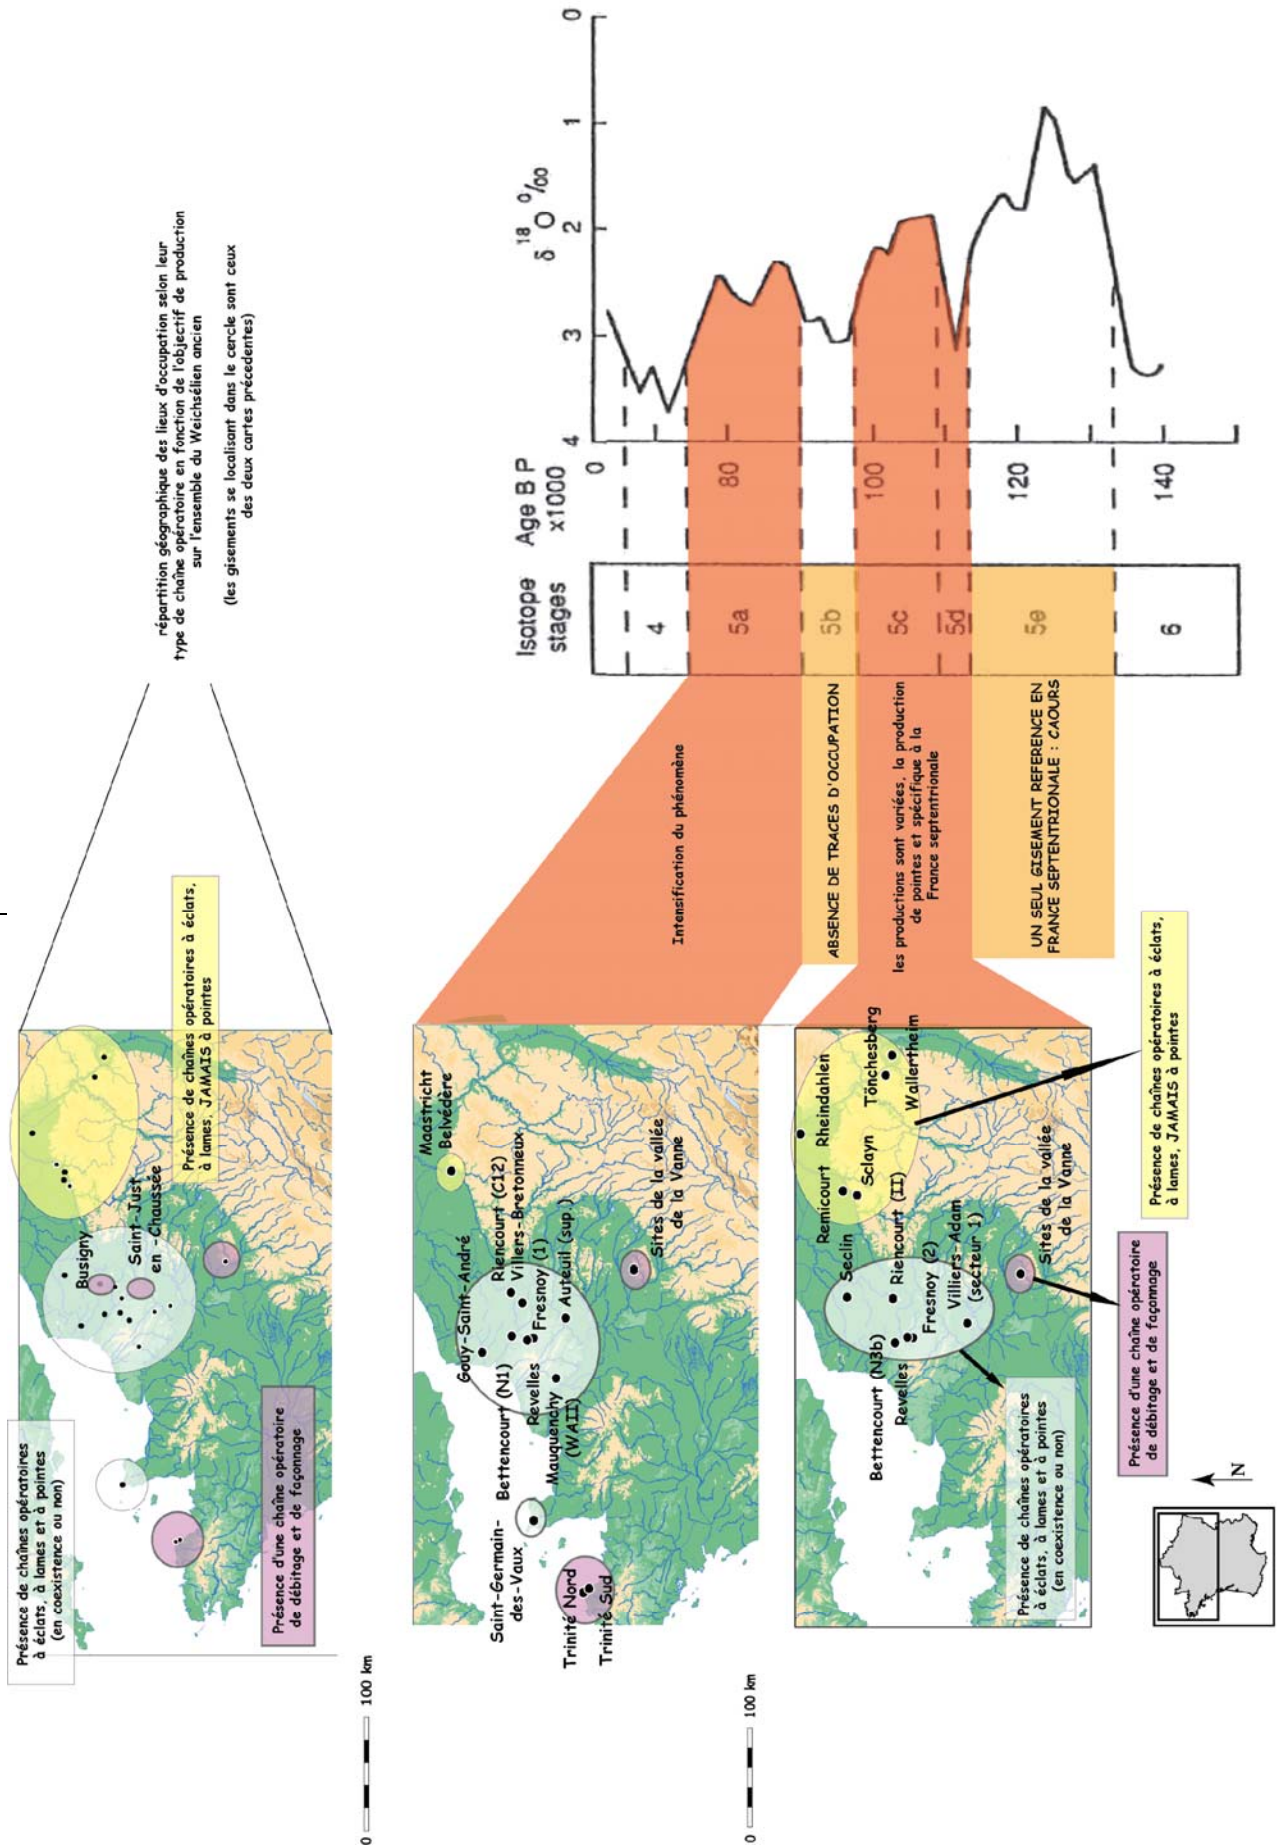 Présence de chaînes opératoires
à éclats, à lames et à pointes
(en coexistence ou non)
Busigny
Saint-Just
en -Chaussée
Présence de chaînes opératoires à éclats,
à lames, JAMAIS à pointes
Présence d'une chaîne opératoire
de débitage et de façonnage
répartition géographique des lieux d'occupation selon leur
type de chaîne opératoire en fonction de l'objectif de production
sur l'ensemble du Weichsélien ancien
(les gisements se localisant dans le cercle sont ceux
des deux cartes précedentes)
0 100 km
Maastricht
Belvédère
Gouy-Saint-André
Riencourt (C12)
Villers-Bretonneux
Fresnoy (1)
Auteuil (sup.)
Bettencourt (N1)
Revelles
Mauquenchy
(WAII)
Saint-Germain-
des-Vaux
Trinité Nord
Trinité Sud
Sites de la vallée
de la Vanne
0 100 km
Remicourt
Rheindahlen
Sclayn
Tönchesberg
Wallertheim
Seclin
Riencourt (II)
Bettencourt (N3b)
Revelles
Fresnoy (2)
Villiers-Adam
(secteur 1)
Sites de la vallée
de la Vanne
Présence de chaînes opératoires
à éclats, à lames et à pointes
(en coexistence ou non)
Présence d'une chaîne opératoire
de débitage et de façonnage
Présence de chaînes opératoires à éclats,
à lames, JAMAIS à pointes
N
Intensification du phénomène
ABSENCE DE TRACES D'OCCUPATION
les productions sont variées, la production
de pointes et spécifique à la
France septentrionale
UN SEUL GISEMENT REFERENCE EN
FRANCE SEPTENTRIONALE : CAOURS
Isotope
stages
4
5a
5b
5c
5d
5e
6
Age B P
x1000
0
80
100
120
140
δ 18 O 0/00
4 3 2 1 0